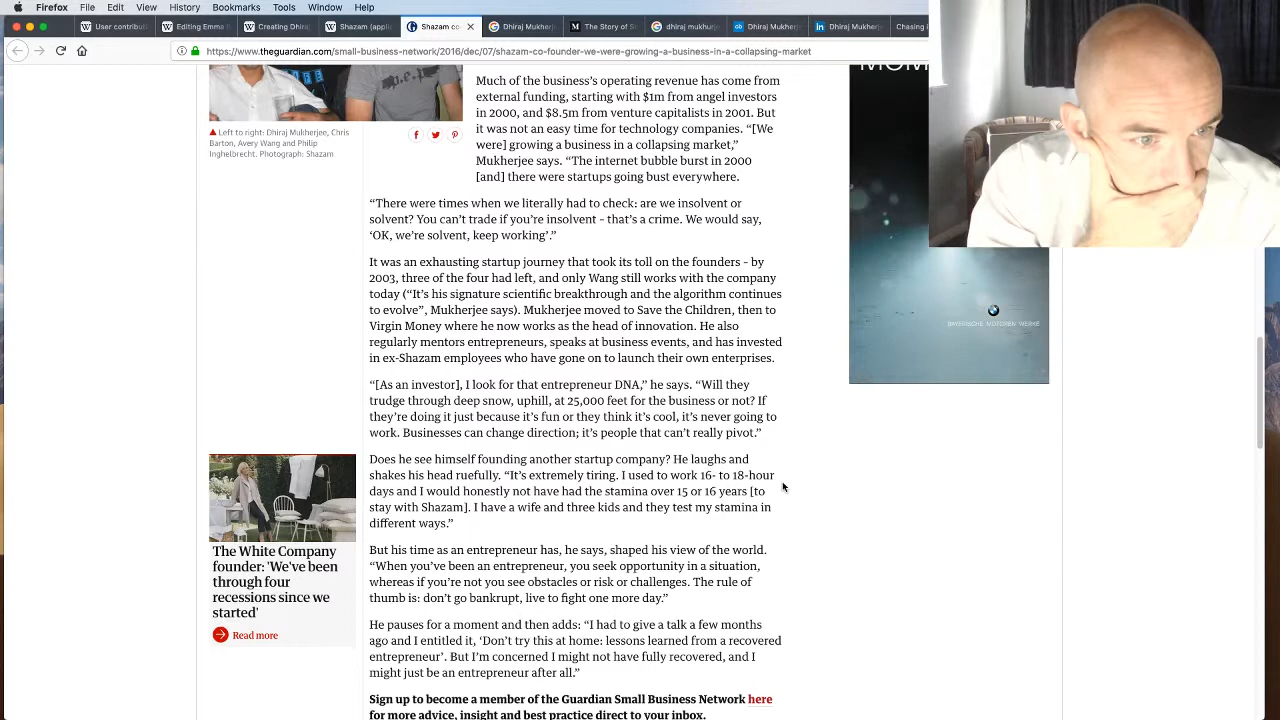 Firefox File Edit View History Bookmarks Tools Window Help
User contribut
Editing Emma B
Creating Dhiraj
Shazam (applic
Shazam co
Dhiraj Mukherje
The Story of Sh
dhiraj mukherje
Dhiraj Mukherj
Dhiraj Mukherj
Chasing i
https://www.theguardian.com/small-business-network/2016/dec/07/shazam-co-founder-we-were-growing-a-business-in-a-collapsing-market
Left to right: Dhiraj Mukherjee, Chris
Barton, Avery Wang and Philip
Inghelbrecht. Photograph: Shazam
Much of the business’s operating revenue has come from
external funding, starting with $1m from angel investors
in 2000, and $8.5m from venture capitalists in 2001. But
it was not an easy time for technology companies. “[We
were] growing a business in a collapsing market,”
Mukherjee says. “The internet bubble burst in 2000
[and] there were startups going bust everywhere.
“There were times when we literally had to check: are we insolvent or
solvent? You can’t trade if you’re insolvent – that’s a crime. We would say,
‘OK, we’re solvent, keep working’.”
It was an exhausting startup journey that took its toll on the founders – by
2003, three of the four had left, and only Wang still works with the company
today (“It’s his signature scientific breakthrough and the algorithm continues
to evolve”, Mukherjee says). Mukherjee moved to Save the Children, then to
Virgin Money where he now works as the head of innovation. He also
regularly mentors entrepreneurs, speaks at business events, and has invested
in ex-Shazam employees who have gone on to launch their own enterprises.
“[As an investor], I look for that entrepreneur DNA,” he says. “Will they
trudge through deep snow, uphill, at 25,000 feet for the business or not? If
they’re doing it just because it’s fun or they think it’s cool, it’s never going to
work. Businesses can change direction; it’s people that can’t really pivot.”
Does he see himself founding another startup company? He laughs and
shakes his head ruefully. “It’s extremely tiring. I used to work 16- to 18-hour
days and I would honestly not have had the stamina over 15 or 16 years [to
stay with Shazam]. I have a wife and three kids and they test my stamina in
different ways.”
But his time as an entrepreneur has, he says, shaped his view of the world.
“When you’ve been an entrepreneur, you seek opportunity in a situation,
whereas if you’re not you see obstacles or risk or challenges. The rule of
thumb is: don’t go bankrupt, live to fight one more day.”
He pauses for a moment and then adds: “I had to give a talk a few months
ago and I entitled it, ‘Don’t try this at home: lessons learned from a recovered
entrepreneur’. But I’m concerned I might not have fully recovered, and I
might just be an entrepreneur after all.”
Sign up to become a member of the Guardian Small Business Network here
for more advice, insight and best practice direct to your inbox.
The White Company
founder: 'We've been
through four
recessions since we
started'
Read more
BAYERISCHE MOTOREN WERKE